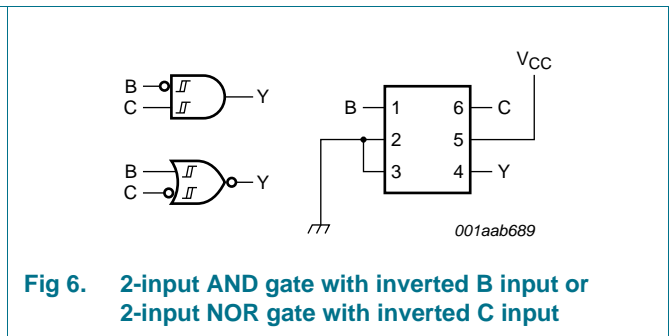 VCC
B
C
Y
B 1 6 C
2 5
3 4 Y
B
C
Y
001aab689
Fig 6. 2-input AND gate with inverted B input or
2-input NOR gate with inverted C input